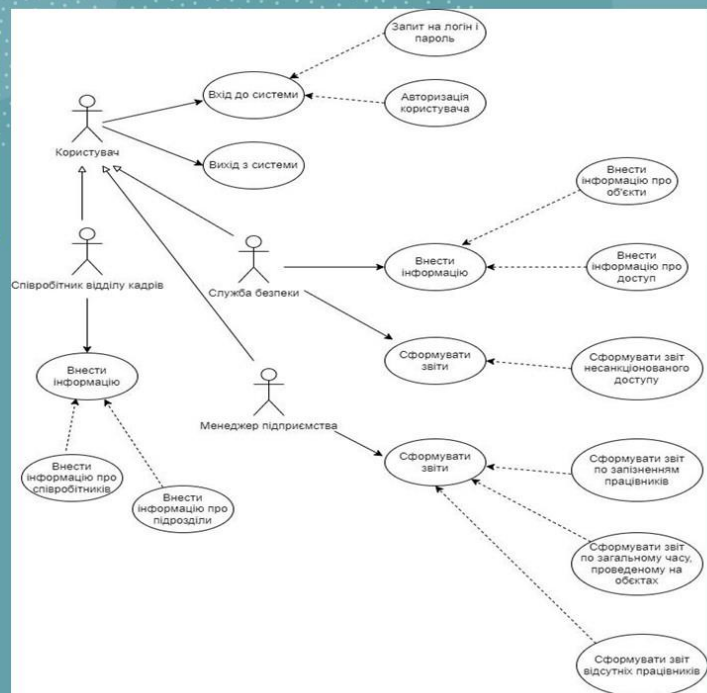 Запит на логін і
пароль
Вхід до системи
Авторизація
користувача
Користувач
Вихід з системи
Внести
інформацію про
об'єкти
Співробітник відділу кадрів
Служба безпеки
Внести
інформацію
Внести
інформацію про
доступ
Внести
інформацію
Сформувати
звіти
Сформувати звіт
несанкціонованого
доступу
Менеджер підприємства
Сформувати
звіти
Сформувати звіт
по запізненням
працівників
Внести
інформацію про
співробітників
Внести
інформацію про
підрозділи
Сформувати звіт
по загальному часу,
проведеному на
обєктах
Сформувати звіт
відсутніх працівників